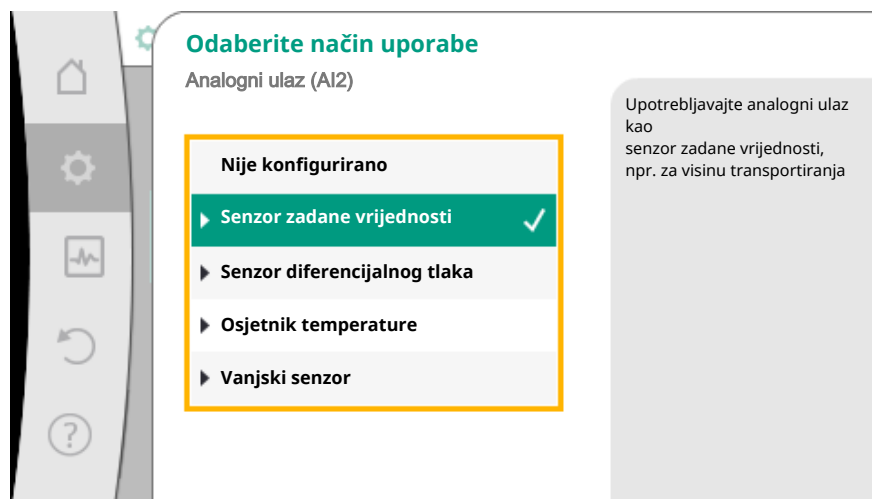 Odaberite način uporabe
Analogni ulaz (AI2)
Nije konfigurirano
Senzor zadane vrijednosti
Senzor diferencijalnog tlaka
Osjetnik temperature
Vanjski senzor
Upotrebljavajte analogni ulaz
kao
senzor zadane vrijednosti,
npr. za visinu transportiranja
?